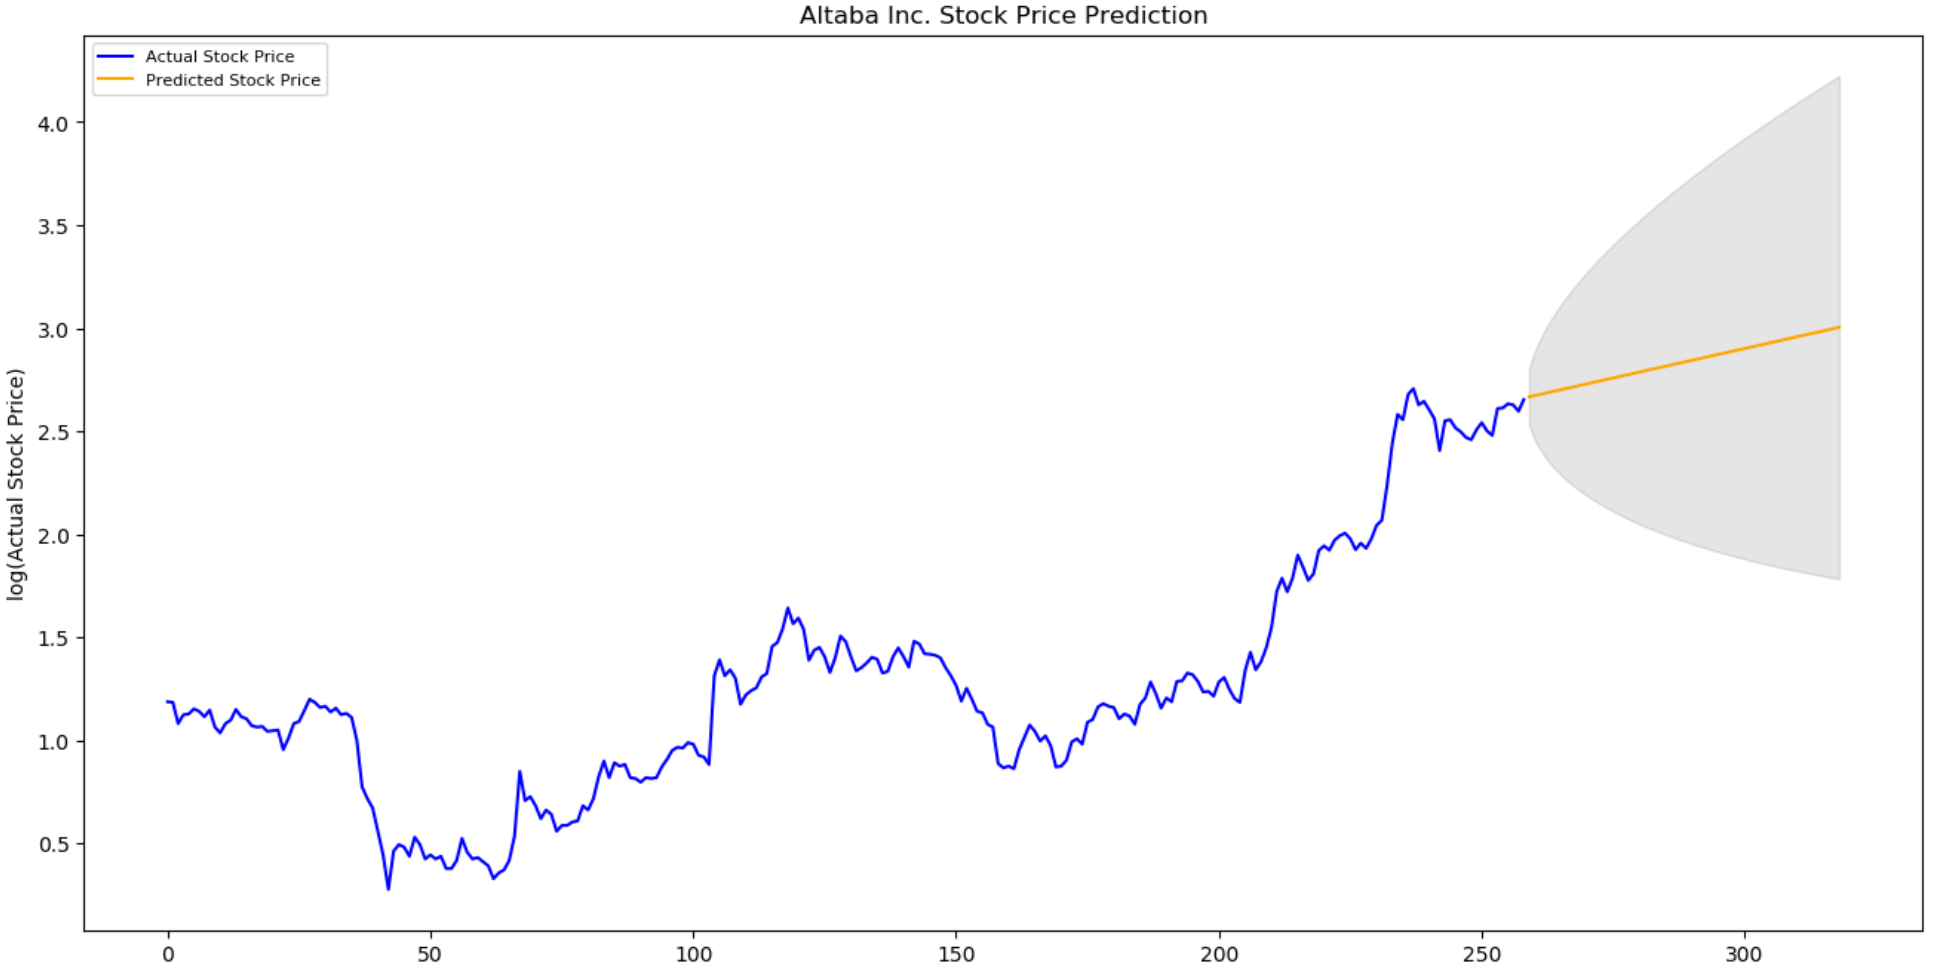 Altaba Inc. Stock Price Prediction
Actual Stock Price
Predicted Stock Price
log(Actual Stock Price)
4.0
3.5
3.0
2.5
2.0
1.5
1.0
0.5
0 50 100 150 200 250 300